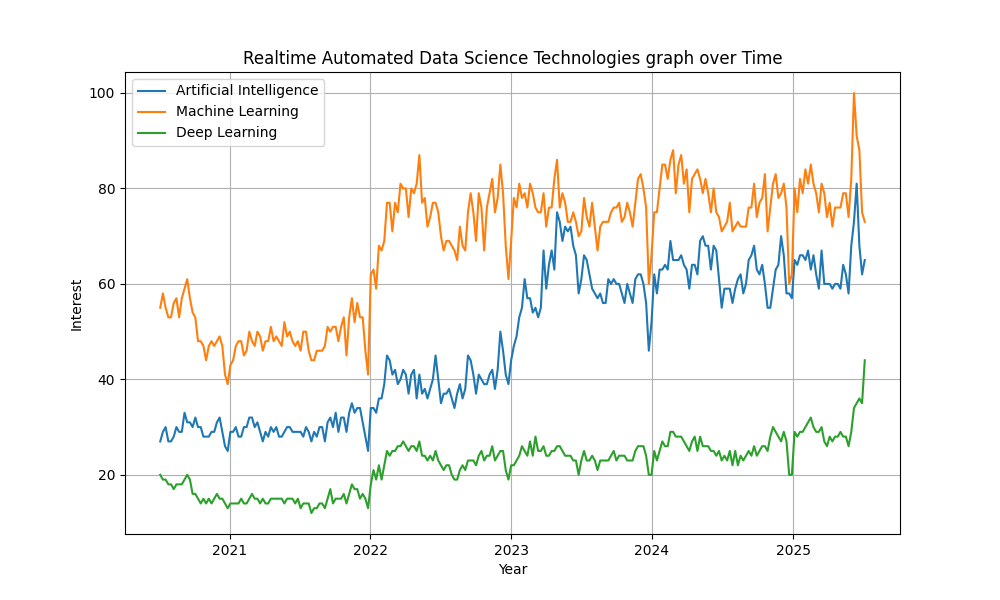 Realtime Automated Data Science Technologies graph over Time
Artificial Intelligence
Machine Learning
Deep Learning
Interest
100
80
60
40
20
2021
2022
2023
2024
2025
Year